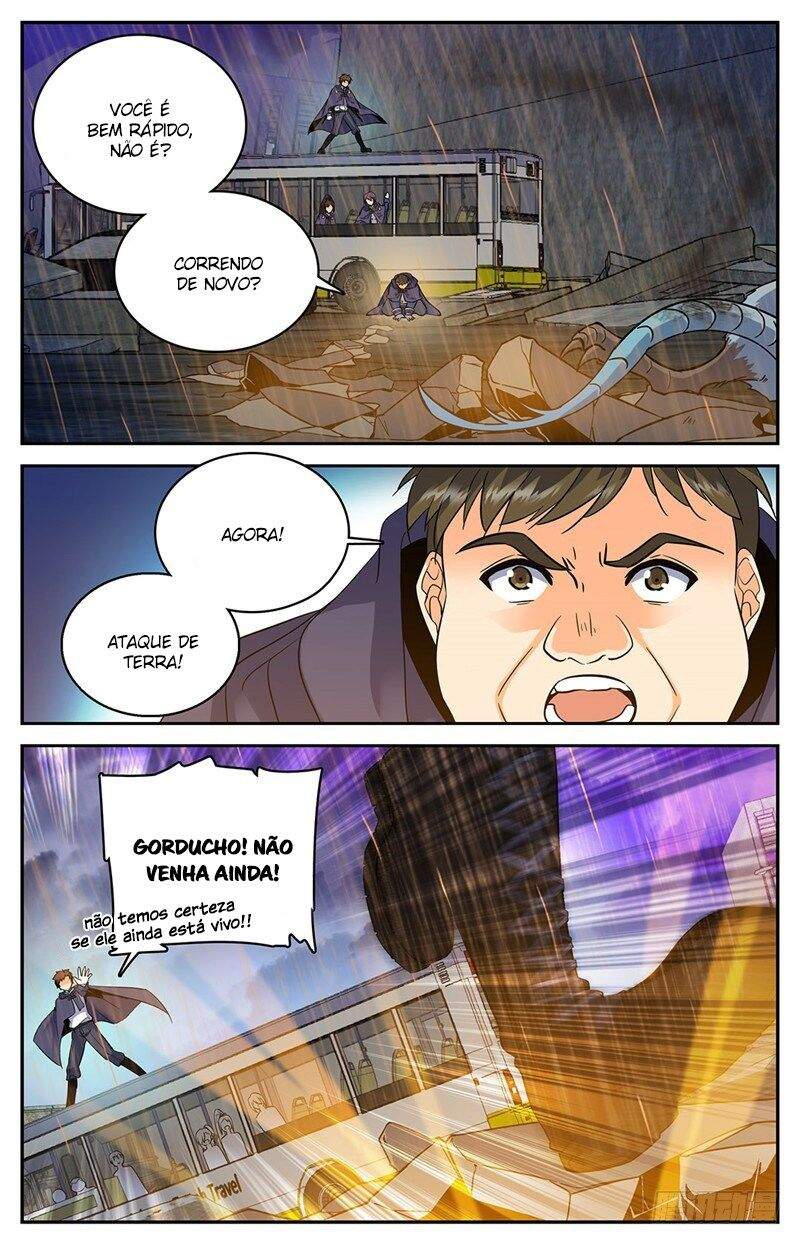 VOCÊ É
BEM RÁPIDO,
NÃO É?
CORRENDO
DE NOVO?
AGORA!
ATAQUE DE
TERRA!
GORDUCHO! NÃO
VENHA AINDA!
não temos certeza
se ele ainda está vivo!!
Travel